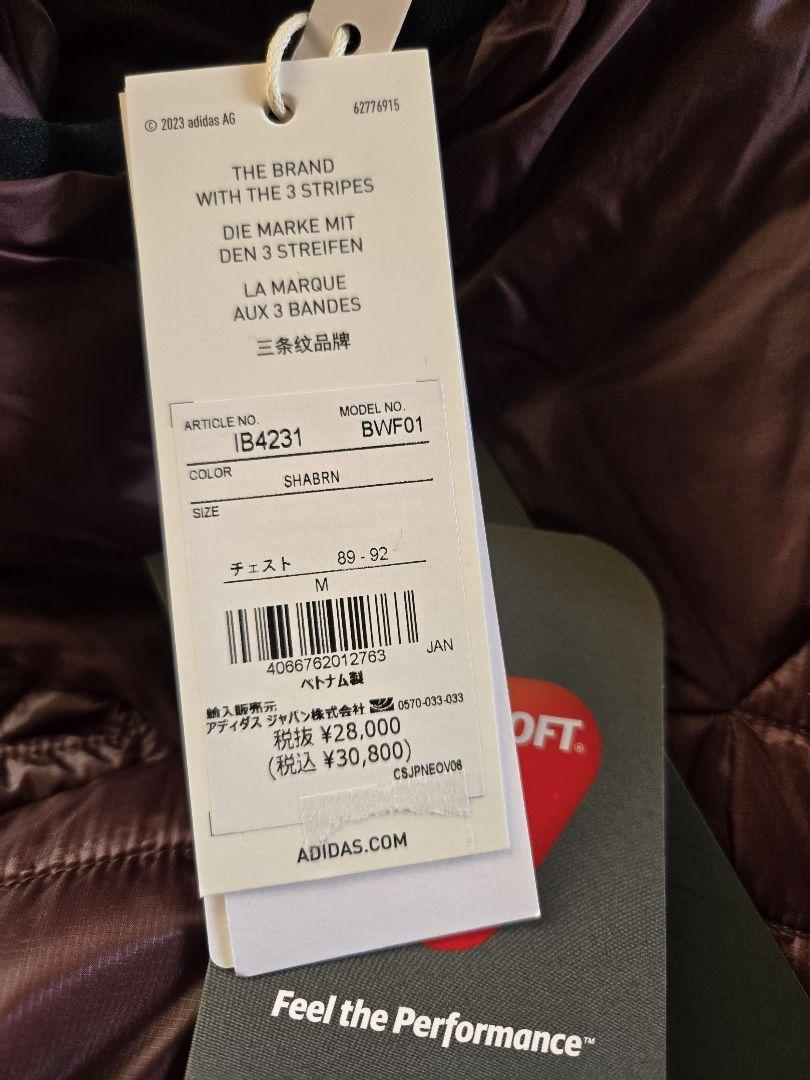 © 2023 adidas AG
62776915
THE BRAND
WITH THE 3 STRIPES
DIE MARKE MIT
DEN 3 STREIFEN
LA MARQUE
AUX 3 BANDES
三条纹品牌
ARTICLE NO.
MODEL NO.
IB4231
BWF01
COLOR
SHABRN
SIZE
チェスト 89 - 92
M
4066762012763
JAN
ベトナム製
輸入販売元
アディダス ジャパン株式会社 0570-033-033
税抜 ¥28,000
(税込 ¥30,800)
CSJPNEOV06
ADIDAS.COM
OFT®
Feel the Performance™